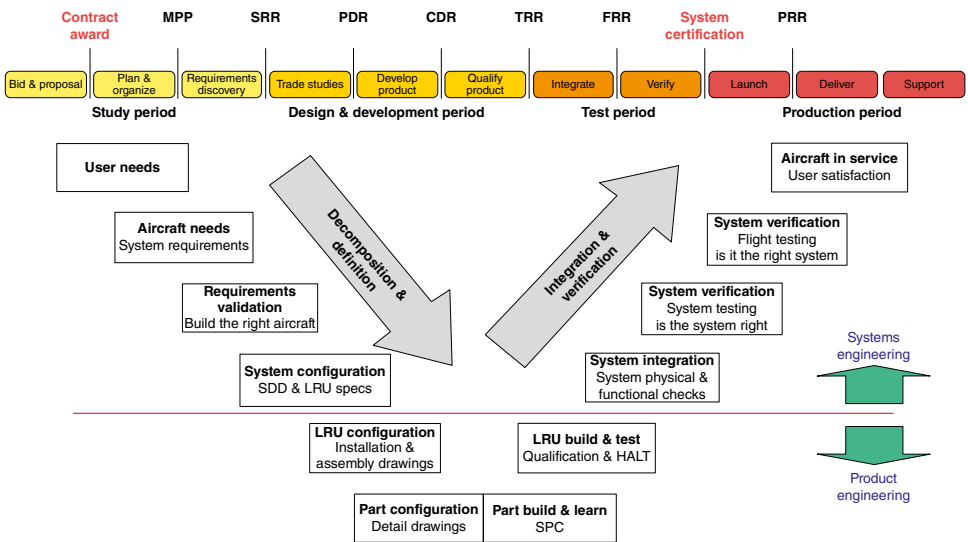 Contract
award
MPP
SRR
PDR
CDR
TRR
FRR
System
certification
PRR
Bid & proposal
Plan &
organize
Requirements
discovery
Trade studies
Develop
product
Qualify
product
Integrate
Verify
Launch
Deliver
Support
Study period
Design & development period
Test period
Production period
User needs
Aircraft needs
System requirements
Requirements
validation
Build the right aircraft
System configuration
SDD & LRU specs
LRU configuration
Installation &
assembly drawings
Part configuration
Detail drawings
Decomposition &
definition
Integration &
verification
Part build & learn
SPC
LRU build & test
Qualification & HALT
System integration
System physical &
functional checks
System verification
System testing
is the system right
System verification
Flight testing
is it the right system
Aircraft in service
User satisfaction
Systems
engineering
Product
engineering